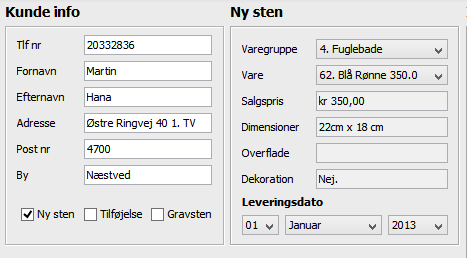 Kunde info
Tlf nr 20332836
Fornavn Martin
Efternavn Hana
Adresse Østre Ringvej 40 1. TV
Post nr 4700
By Næstved
Ny sten Tilføjelse Gravsten
Ny sten
Varegruppe 4. Fuglebade
Vare 62. Blå Rønne 350.0
Salgspris kr 350,00
Dimensioner 22cm x 18 cm
Overflade
Dekoration Nej.
Leveringsdato
01 Januar 2013